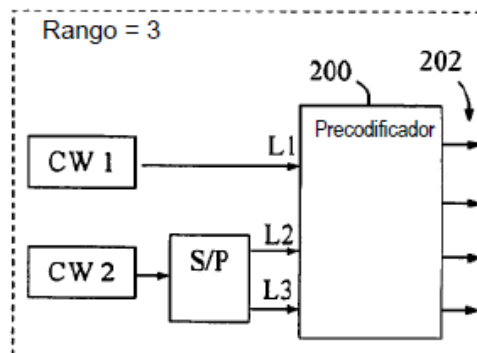 Rango = 3
200
202
Precodificador
CW 1
L1
CW 2
S/P
L2
L3